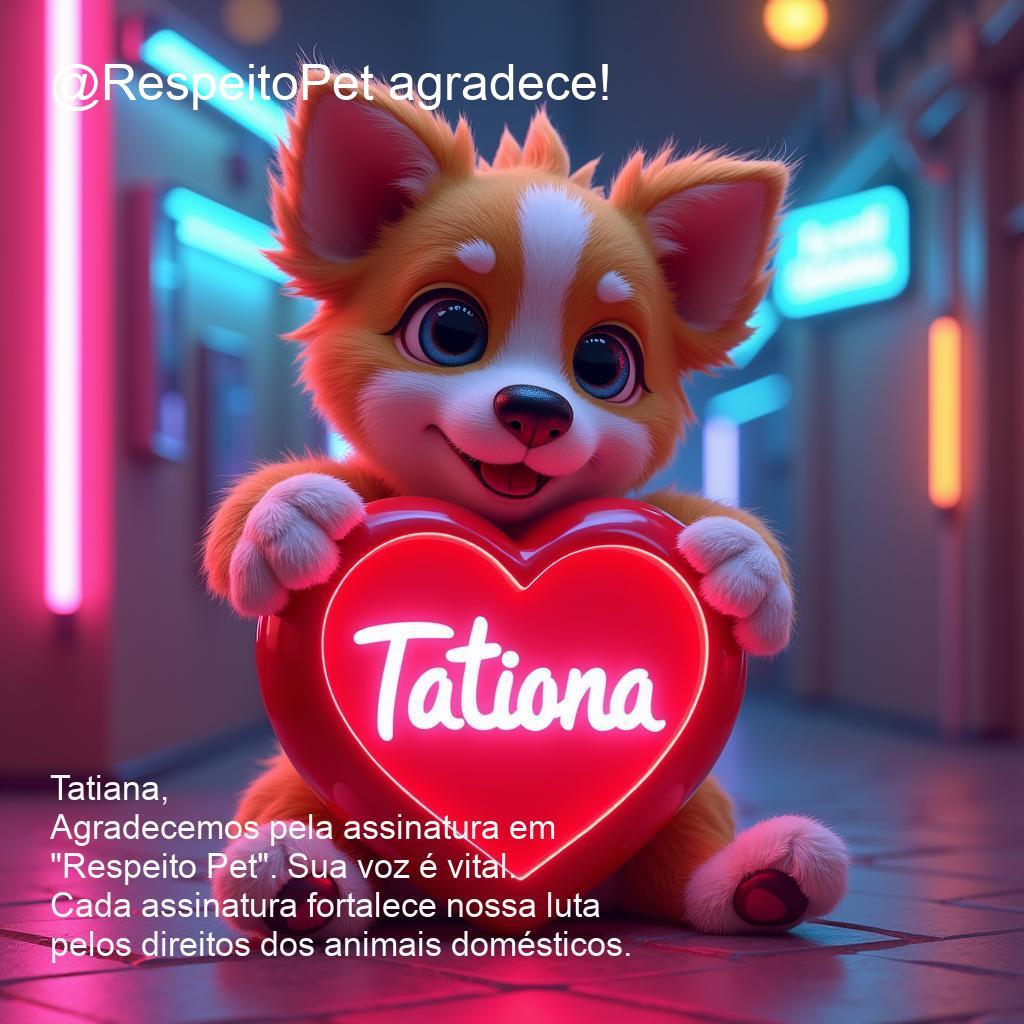 @RespeitoPet agradece!
Tationa
Tatiana,
Agradecemos pela assinatura em
"Respeito Pet". Sua voz é vital.
Cada assinatura fortalece nossa luta
pelos direitos dos animais domésticos.